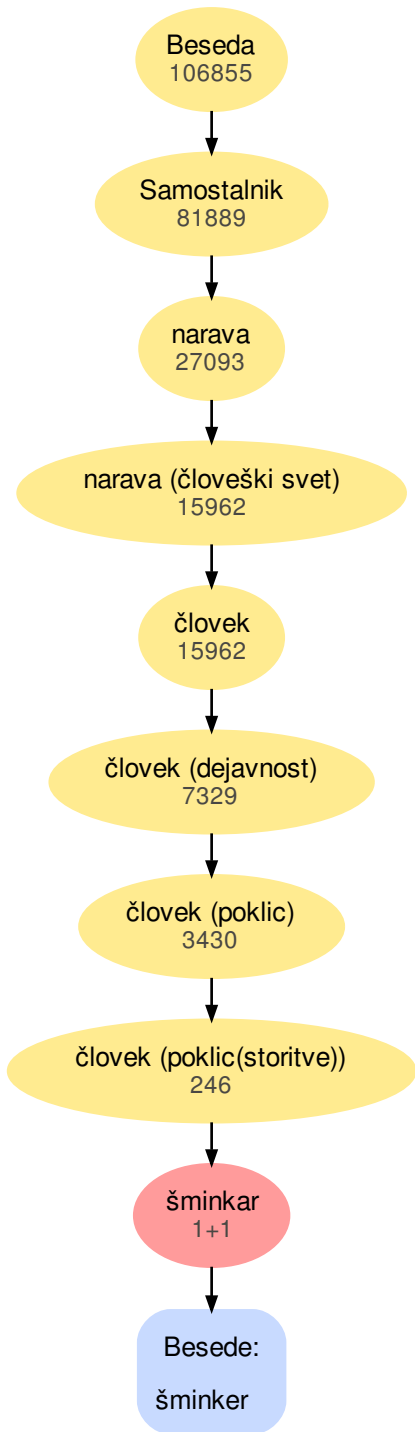 Beseda
106855
Samostalnik
81889
narava
27093
narava (človeški svet)
15962
človek
15962
človek (dejavnost)
7329
človek (poklic)
3430
človek (poklic(storitve))
246
šminkar
1+1
Besede:
šminker